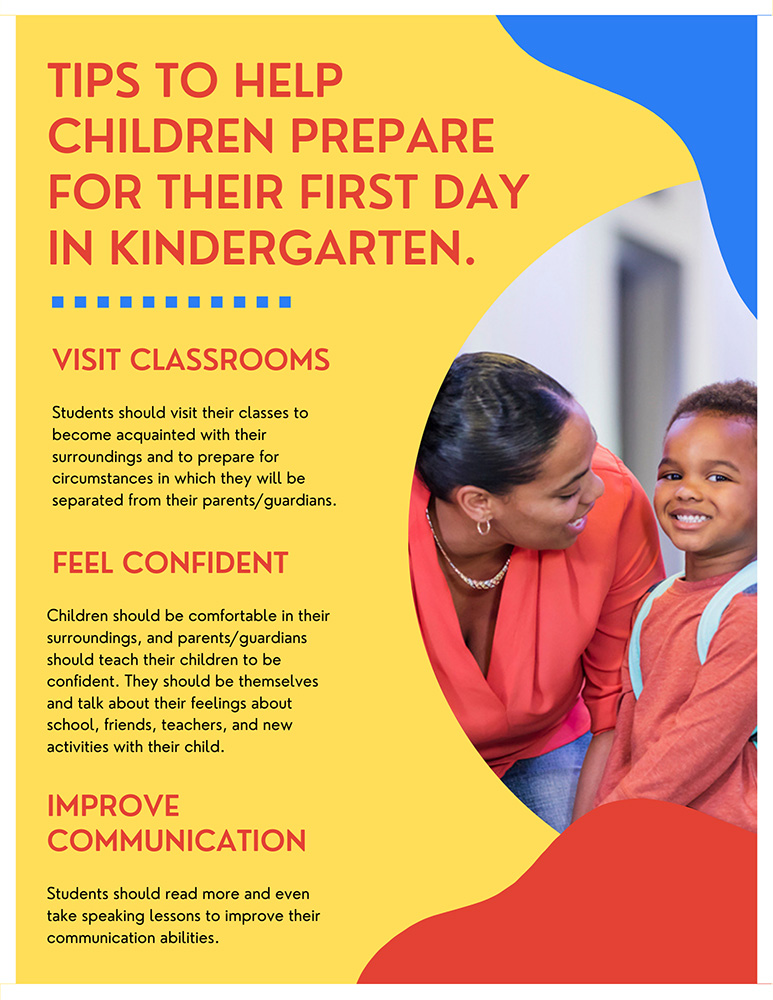 TIPS TO HELP
CHILDREN PREPARE
FOR THEIR FIRST DAY
IN KINDERGARTEN.
VISIT CLASSROOMS
Students should visit their classes to
become acquainted with their
surroundings and to prepare for
circumstances in which they will be
separated from their parents/guardians.
FEEL CONFIDENT
Children should be comfortable in their
surroundings, and parents/guardians
should teach their children to be
confident. They should be themselves
and talk about their feelings about
school, friends, teachers, and new
activities with their child.
IMPROVE
COMMUNICATION
Students should read more and even
take speaking lessons to improve their
communication abilities.